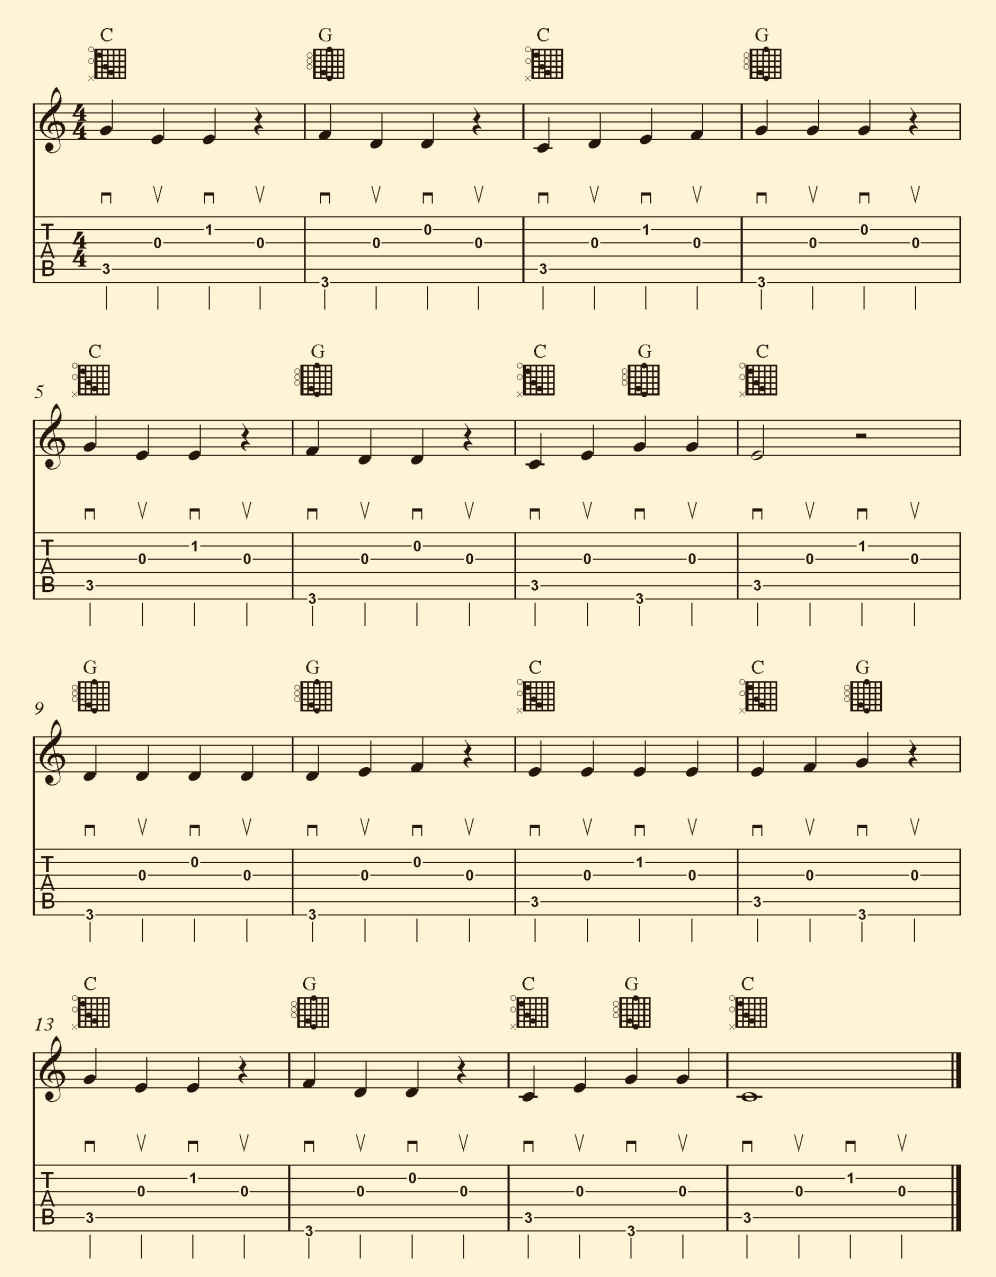 C G C G
4 4
T A B 4 4
3 0 1 0 3 0 0 0 3 0 1 0 3 0 0 0
C G C G C
5
T A B
3 0 1 0 3 0 0 0 3 0 3 0 3 0 1 0
G G C C G
9
T A B
3 0 0 0 3 0 0 0 3 0 1 0 3 0 3 0
C G C G C
13
T A B
3 0 1 0 3 0 0 0 3 0 3 0 3 0 1 0